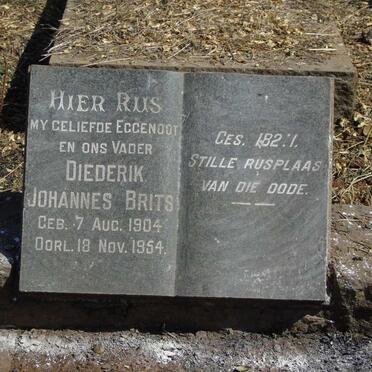 HIER RUS
MY GELIEFDE EGGENOOT
EN ONS VADER
DIEDERIK
JOHANNES BRITS
GEB. 7 AUG. 1904
OORL. 18 NOV. 1954.
GES. 182:1.
STILLE RUSPLAAS
VAN DIE DODE.